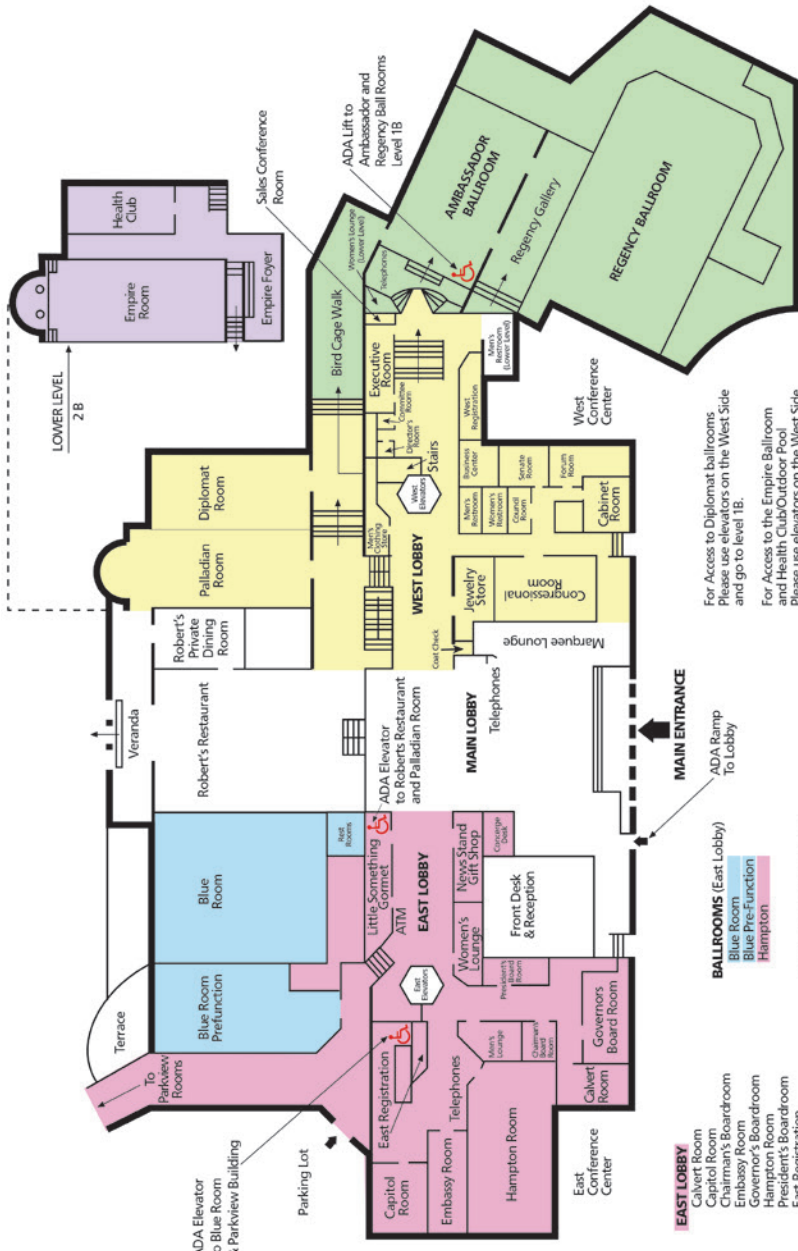 LOWER LEVEL
2 B
Health
Club
Empire
Room
Empire Foyer
Sales Conference
Room
ADA Lift to
Ambassador and
Regency Ball Rooms
Level 1B
Women's Lounge
(Lower Level)
Telephones
Bird Cage Walk
AMBASSADOR
BALLROOM
Regency Gallery
REGENCY BALLROOM
Diplomat
Room
Palladian
Room
Executive
Room
Committee
Room
Director's
Room
Stairs
West
Elevators
Men's
Clothing
Store
WEST LOBBY
Men's
Restroom
(Lower Level)
West
Registration
Business
Center
Senate
Room
Forum
Room
Men's
Restroom
Women's
Restroom
Council
Room
Cabinet
Room
West
Conference
Center
Jewelry
Store
Congressional
Room
Coat Check
Marquee Lounge
Veranda
Robert's
Private
Dining
Room
Robert's Restaurant
MAIN LOBBY
Telephones
MAIN ENTRANCE
ADA Ramp
To Lobby
ADA Elevator
to Roberts Restaurant
and Palladian Room
Blue
Room
Rest
Rooms
Blue Room
Prefunction
Terrace
To
Parkview
Rooms
Little Something
Gormet
ATM
EAST LOBBY
News Stand
Gift Shop
Concierge
Desk
Women's
Lounge
Front Desk
& Reception
East
Elevators
President's
Board
Room
East Registration
Telephones
Men's
Lounge
Chairman's
Board
Room
Governors
Board Room
Calvert
Room
Capitol
Room
Embassy Room
Hampton Room
East
Conference
Center
Parking Lot
ADA Elevator
to Blue Room
& Parkview Building
EAST LOBBY
Calvert Room
Capitol Room
Chairman's Boardroom
Embassy Room
Governor's Boardroom
Hampton Room
President's Boardroom
East Registration
BALLROOMS (East Lobby)
Blue Room
Blue Pre-Function
Hampton
For Access to Diplomat ballrooms
Please use elevators on the West Side
and go to level 1B.
For Access to the Empire Ballroom
and Health Club/Outdoor Pool
Please use elevators on the West Side